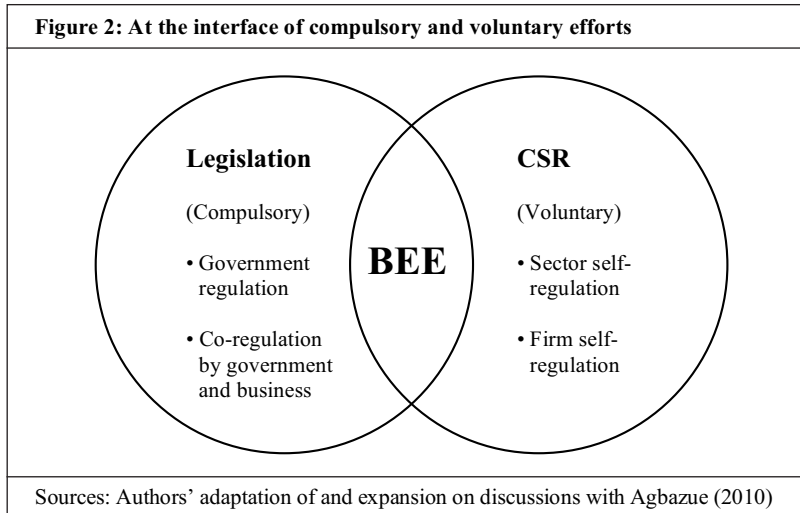 Figure 2: At the interface of compulsory and voluntary efforts
Legislation
(Compulsory)
• Government
regulation
• Co-regulation
by government
and business
BEE
CSR
(Voluntary)
• Sector self-
regulation
• Firm self-
regulation
Sources: Authors’ adaptation of and expansion on discussions with Agbazue (2010)